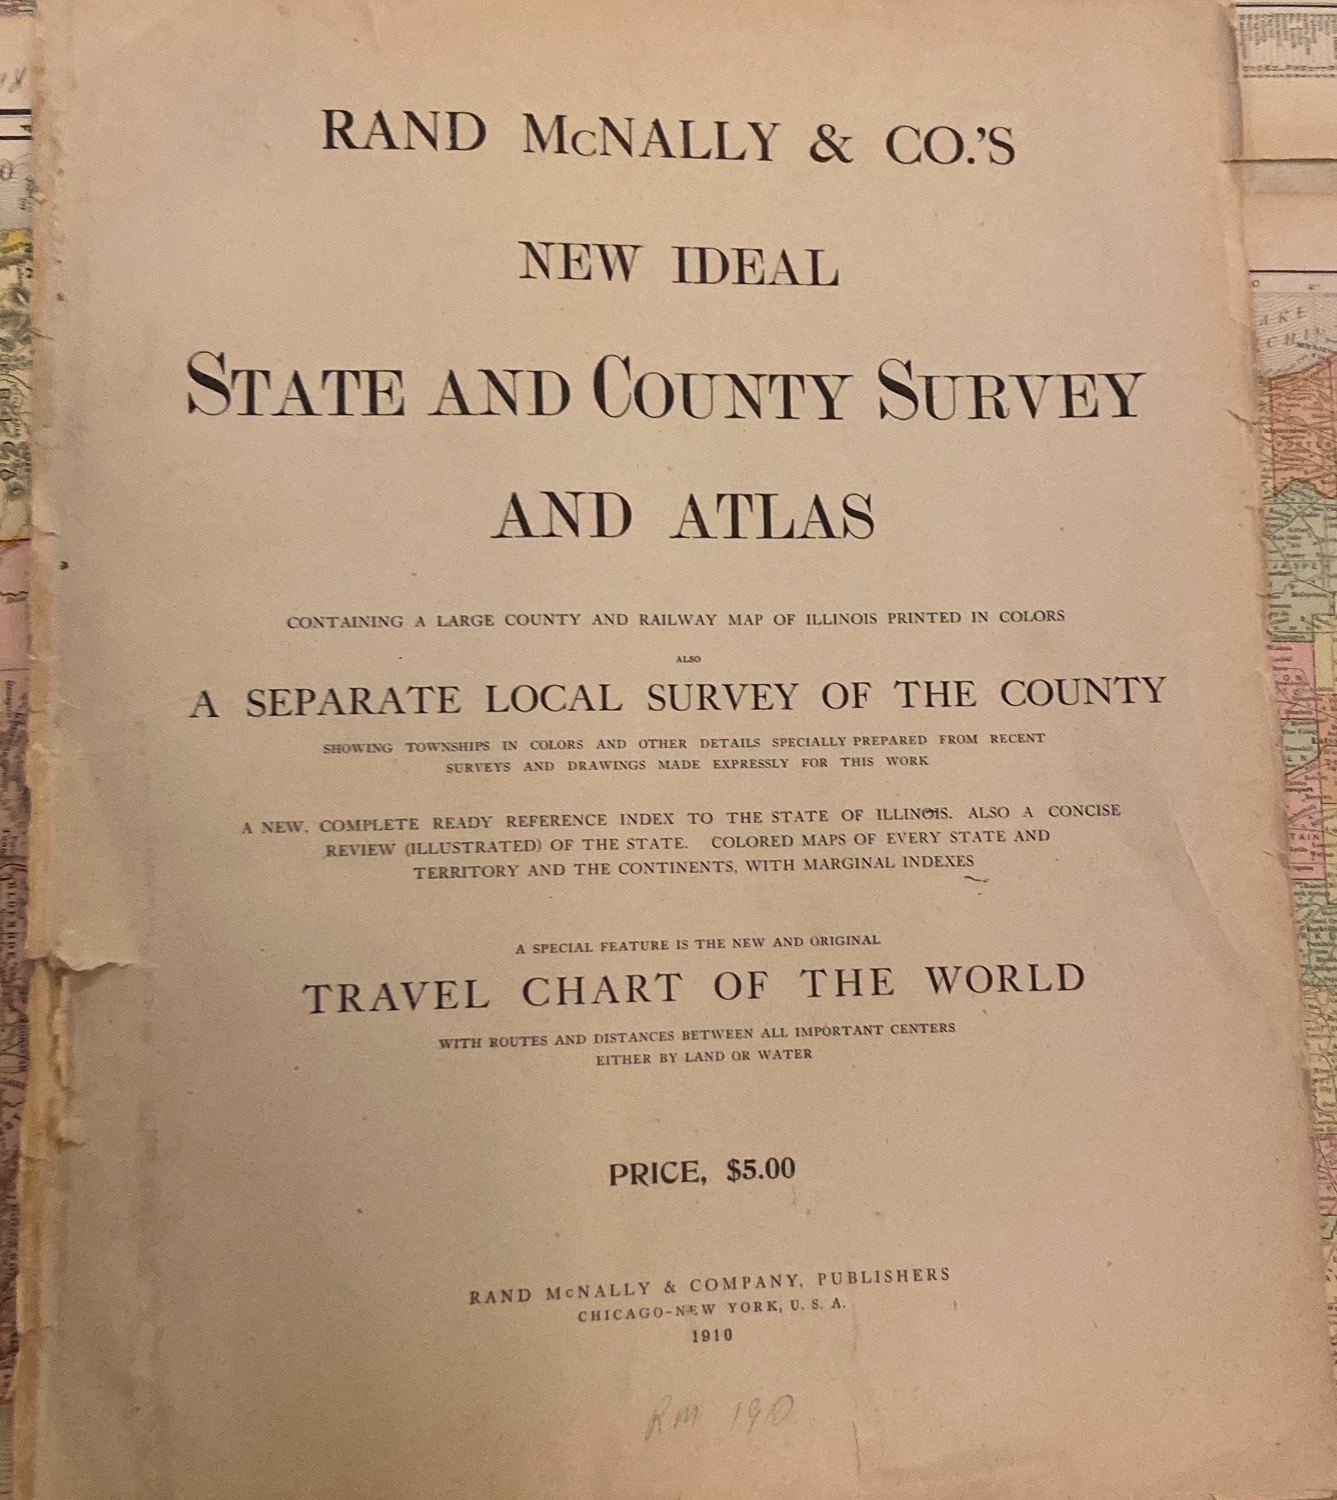 RAND McNALLY & CO.'S
NEW IDEAL
STATE AND COUNTY SURVEY
AND ATLAS
CONTAINING A LARGE COUNTY AND RAILWAY MAP OF ILLINOIS PRINTED IN COLORS
ALSO
A SEPARATE LOCAL SURVEY OF THE COUNTY
SHOWING TOWNSHIPS IN COLORS AND OTHER DETAILS SPECIALLY PREPARED FROM RECENT
SURVEYS AND DRAWINGS MADE EXPRESSLY FOR THIS WORK
A NEW, COMPLETE READY REFERENCE INDEX TO THE STATE OF ILLINOIS. ALSO A CONCISE
REVIEW (ILLUSTRATED) OF THE STATE. COLORED MAPS OF EVERY STATE AND
TERRITORY AND THE CONTINENTS, WITH MARGINAL INDEXES
A SPECIAL FEATURE IS THE NEW AND ORIGINAL
TRAVEL CHART OF THE WORLD
WITH ROUTES AND DISTANCES BETWEEN ALL IMPORTANT CENTERS
EITHER BY LAND OR WATER
PRICE, $5.00
RAND McNALLY & COMPANY, PUBLISHERS
CHICAGO-NEW YORK, U. S. A.
1910
RM 190